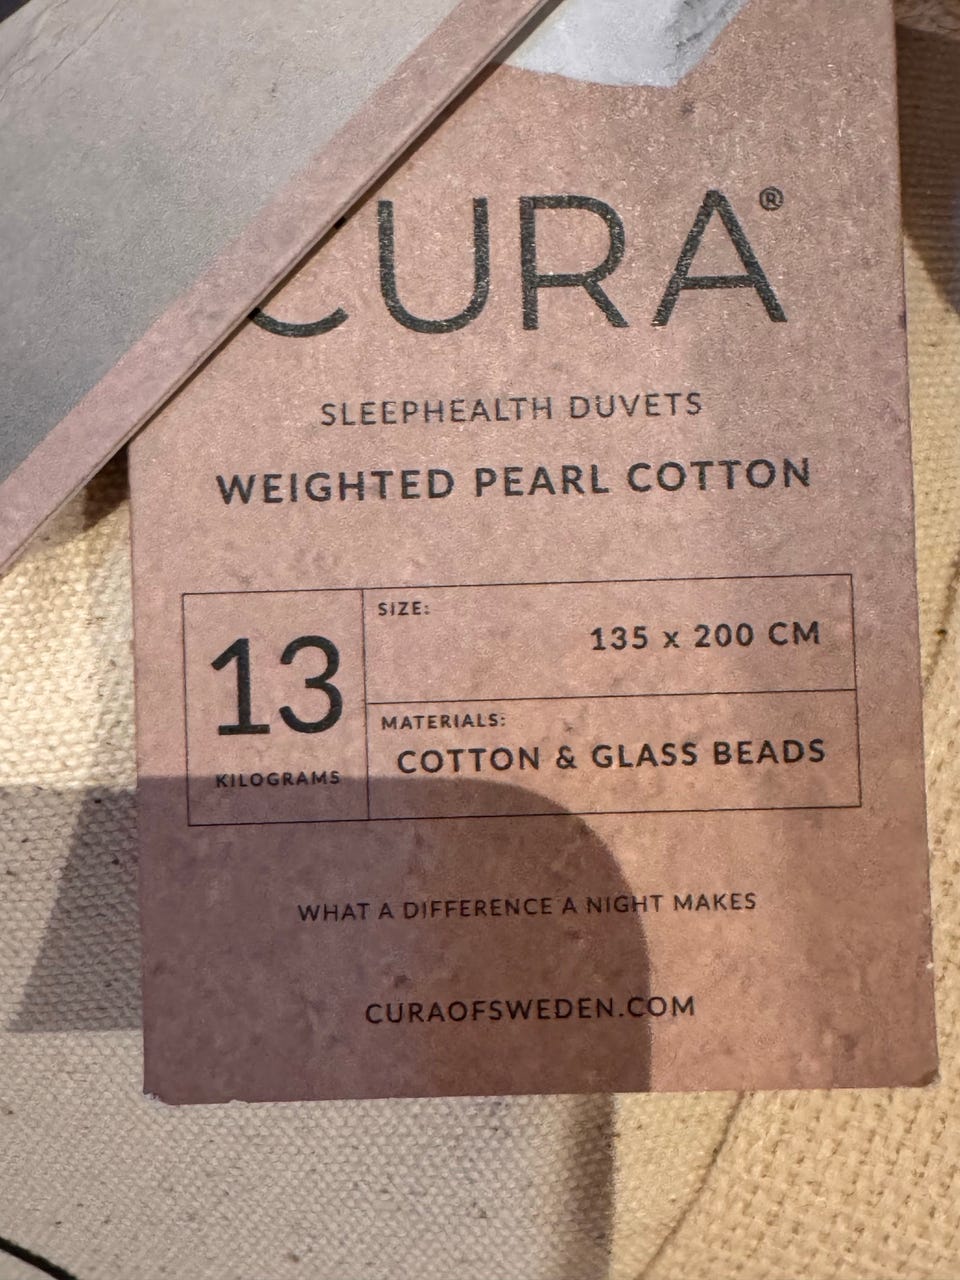 CURA®
SLEEPHEALTH DUVETS
WEIGHTED PEARL COTTON
13
KILOGRAMS
SIZE:
135 x 200 CM
MATERIALS:
COTTON & GLASS BEADS
WHAT A DIFFERENCE A NIGHT MAKES
CURAOFSWEDEN.COM